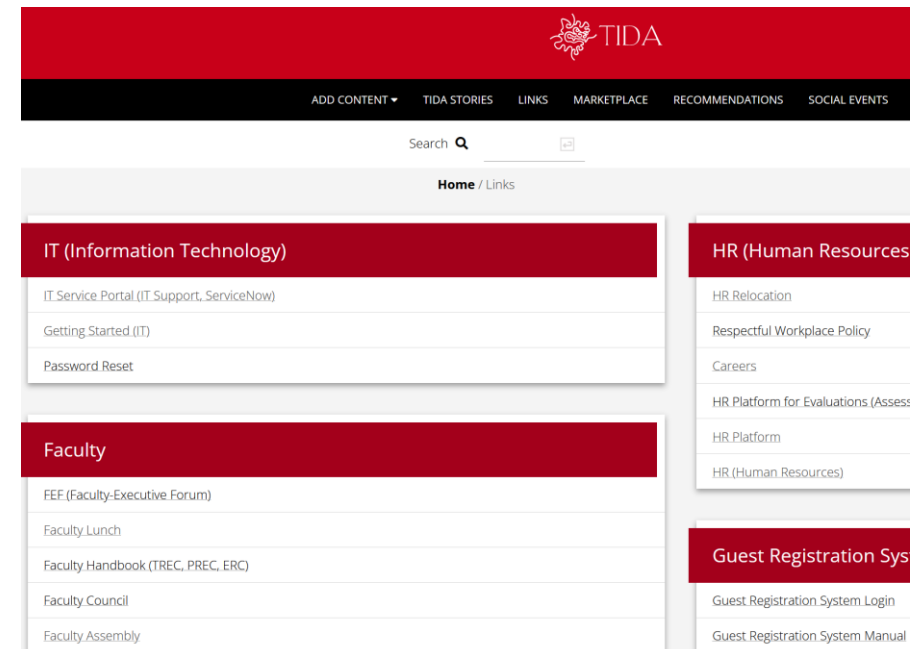 TIDA
ADD CONTENT TIDA STORIES LINKS MARKETPLACE RECOMMENDATIONS SOCIAL EVENTS
Search
Home / Links
IT (Information Technology)
IT Service Portal (IT Support, ServiceNow)
Getting Started (IT)
Password Reset
Faculty
FEF (Faculty-Executive Forum)
Faculty Lunch
Faculty Handbook (TREC, PREC, ERC)
Faculty Council
Faculty Assembly
HR (Human Resources
HR Relocation
Respectful Workplace Policy
Careers
HR Platform for Evaluations (Assess
HR Platform
HR (Human Resources)
Guest Registration Sys
Guest Registration System Login
Guest Registration System Manual